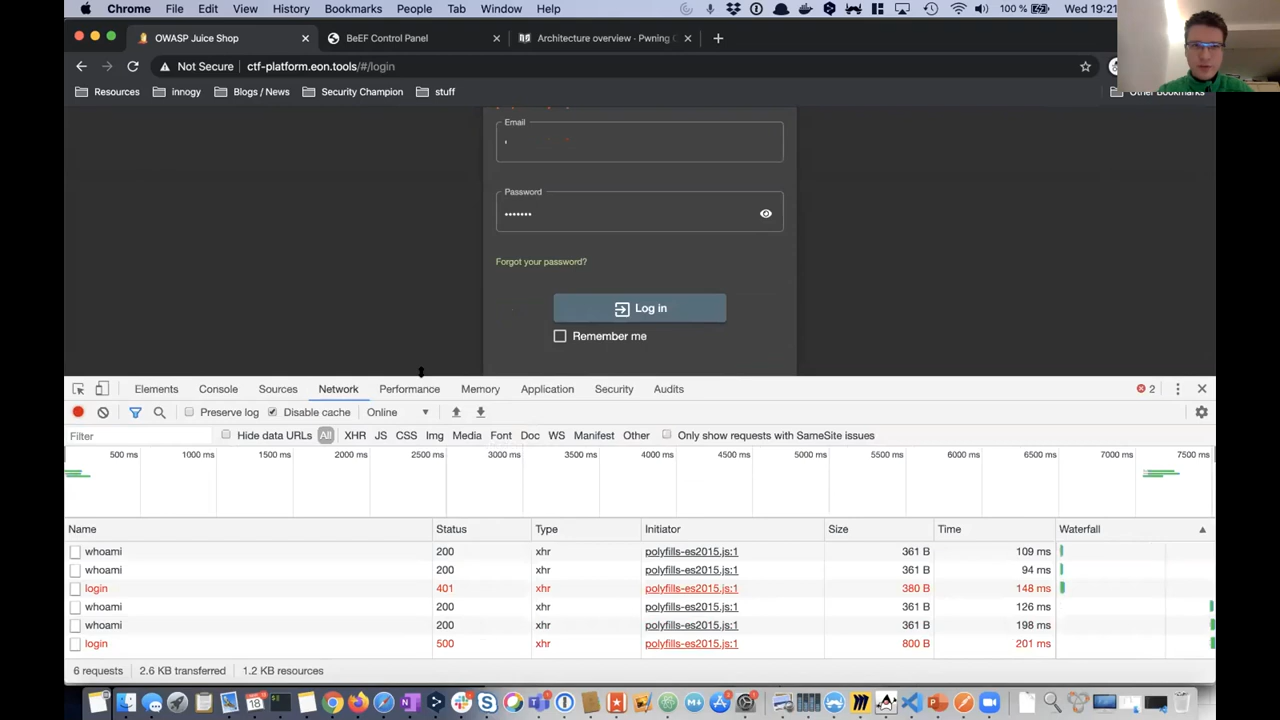 Chrome File Edit View History Bookmarks People Tab Window Help 100 % Wed 19:21
OWASP Juice Shop BeEF Control Panel Architecture overview - Pwning
Not Secure ctf-platform.eon.tools/#/login
Resources innogy Blogs / News Security Champion stuff Other Bookmarks
Email
'
Password
•••••••
Forgot your password?
Log in
Remember me
Elements Console Sources Network Performance Memory Application Security Audits 2
Preserve log Disable cache Online
Filter Hide data URLs All XHR JS CSS Img Media Font Doc WS Manifest Other Only show requests with SameSite issues
500 ms 1000 ms 1500 ms 2000 ms 2500 ms 3000 ms 3500 ms 4000 ms 4500 ms 5000 ms 5500 ms 6000 ms 6500 ms 7000 ms 7500 ms
Name Status Type Initiator Size Time Waterfall
whoami 200 xhr polyfills-es2015.js:1 361 B 109 ms
whoami 200 xhr polyfills-es2015.js:1 361 B 94 ms
login 401 xhr polyfills-es2015.js:1 380 B 148 ms
whoami 200 xhr polyfills-es2015.js:1 361 B 126 ms
whoami 200 xhr polyfills-es2015.js:1 361 B 198 ms
login 500 xhr polyfills-es2015.js:1 800 B 201 ms
6 requests 2.6 KB transferred 1.2 KB resources